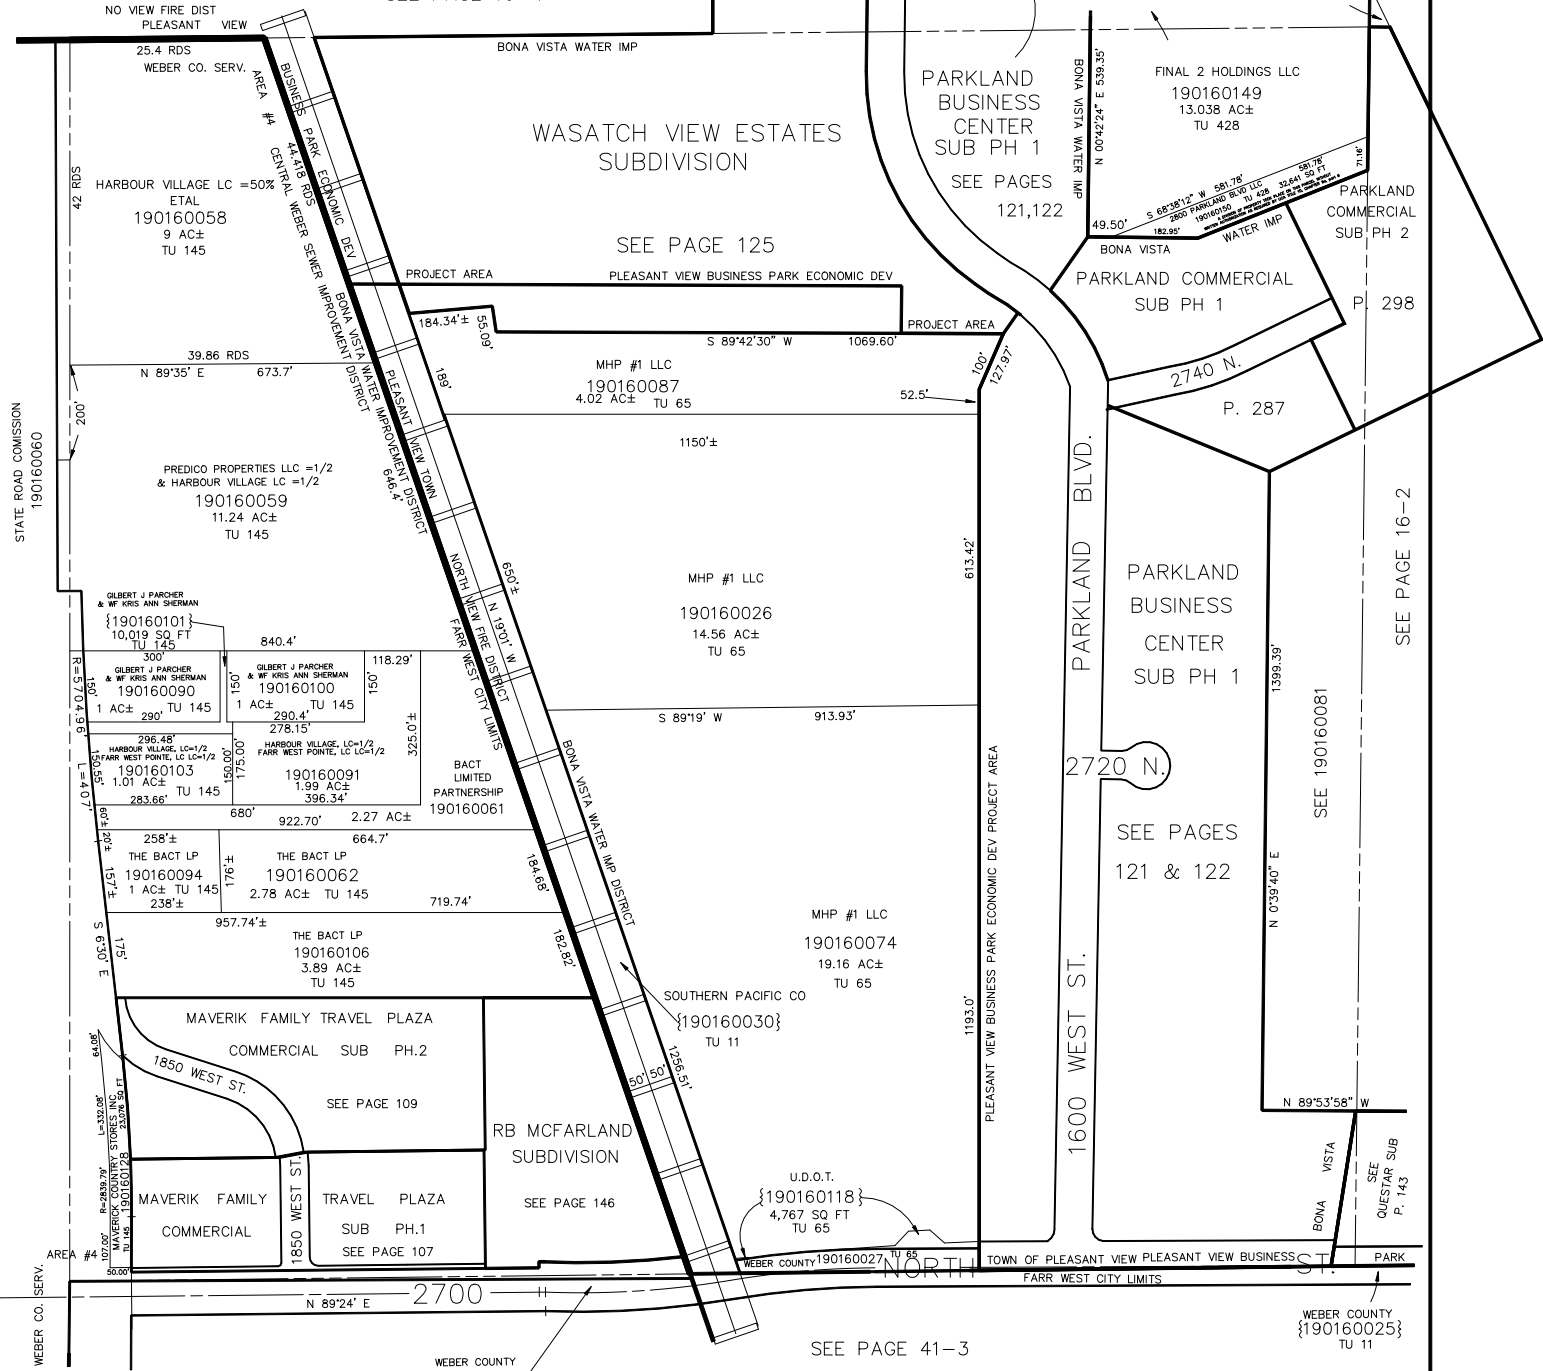 NO VIEW FIRE DIST
PLEASANT VIEW
25.4 RDS
WEBER CO. SERV.
AREA #4
42 RDS
HARBOUR VILLAGE LC =50%
ETAL
190160058
9 AC±
TU 145
BUSINESS PARK ECONOMIC DEV
44.418 RDS
CENTRAL WEBER SEWER IMPROVEMENT DISTRICT
BONA VISTA WATER IMPROVEMENT DISTRICT
BONA VISTA WATER IMP
WASATCH VIEW ESTATES
SUBDIVISION
SEE PAGE 125
PROJECT AREA
PLEASANT VIEW BUSINESS PARK ECONOMIC DEV
PROJECT AREA
PARKLAND
BUSINESS
CENTER
SUB PH 1
SEE PAGES
121,122
BONA VISTA WATER IMP
N 00°42'24" E 539.35'
FINAL 2 HOLDINGS LLC
190160149
13.038 AC±
TU 428
S 68°38'12" W 581.78'
581.78'
2800 PARKLAND BLVD LLC
190160150 TU 428 32,641 SQ FT
71.16'
49.50'
182.95'
BONA VISTA
WATER IMP
PARKLAND
COMMERCIAL
SUB PH 2
P. 298
PARKLAND COMMERCIAL
SUB PH 1
2740 N.
P. 287
184.34'±
55.09'
S 89°42'30" W 1069.60'
100'
127.97'
52.5'
MHP #1 LLC
190160087
4.02 AC±
TU 65
189'
1150'±
39.86 RDS
N 89°35' E 673.7'
200'
STATE ROAD COMISSION
190160060
PREDICO PROPERTIES LLC =1/2
& HARBOUR VILLAGE LC =1/2
190160059
11.24 AC±
TU 145
PLEASANT VIEW TOWN
646.4'
NORTH VIEW FIRE DISTRICT
FARR WEST CITY LIMITS
N 19°01' W
650'±
MHP #1 LLC
190160026
14.56 AC±
TU 65
613.42'
S 89°19' W 913.93'
PARKLAND BLVD.
PARKLAND
BUSINESS
CENTER
SUB PH 1
2720 N.
SEE PAGES
121 & 122
1399.39'
N 0°39'40" E
SEE 190160081
SEE PAGE 16-2
GILBERT J PARCHER
& WF KRIS ANN SHERMAN
{190160101}
10,019 SQ FT
TU 145
300'
840.4'
118.29'
R=5704.96'
L=407'
150'
GILBERT J PARCHER
& WF KRIS ANN SHERMAN
190160090
1 AC± TU 145
290'
150'
GILBERT J PARCHER
& WF KRIS ANN SHERMAN
190160100
1 AC± TU 145
290.4'
150'
278.15'
325.0'±
296.48'
HARBOUR VILLAGE, LC=1/2
FARR WEST POINTE, LC LC=1/2
190160103
1.01 AC±
TU 145
283.66'
150.55'
150.00'
175.00'
HARBOUR VILLAGE, LC=1/2
FARR WEST POINTE, LC LC=1/2
190160091
1.99 AC±
396.34'
BACT
LIMITED
PARTNERSHIP
190160061
680'
2.27 AC±
922.70'
60'±
20'±
258'±
664.7'
THE BACT LP
190160094
1 AC± TU 145
238'±
157'±
176'±
THE BACT LP
190160062
2.78 AC± TU 145
719.74'
184.68'
957.74'±
S 6°30' E
175'
THE BACT LP
190160106
3.89 AC±
TU 145
182.82'
BONA VISTA WATER IMP DISTRICT
MHP #1 LLC
190160074
19.16 AC±
TU 65
1193.0'
PLEASANT VIEW BUSINESS PARK ECONOMIC DEV PROJECT AREA
1600 WEST ST.
SOUTHERN PACIFIC CO
{190160030}
TU 11
50' 50'
1256.51'
MAVERIK FAMILY TRAVEL PLAZA
COMMERCIAL SUB PH.2
SEE PAGE 109
1850 WEST ST.
64.08'
L=332.08'
R=2839.79'
107.00'
MAVERICK COUNTRY STORES INC
23,076 SQ FT
TU 145 190160128
50.00'
MAVERIK FAMILY
COMMERCIAL
1850 WEST ST.
TRAVEL PLAZA
SUB PH.1
SEE PAGE 107
RB MCFARLAND
SUBDIVISION
SEE PAGE 146
U.D.O.T.
{190160118}
4,767 SQ FT
TU 65
WEBER COUNTY 190160027 TU 65
N 89°53'58" W
BONA VISTA
SEE
QUESTAR SUB
P. 143
AREA #4
WEBER CO. SERV.
N 89°24' E
2700 NORTH ST.
TOWN OF PLEASANT VIEW PLEASANT VIEW BUSINESS PARK
FARR WEST CITY LIMITS
WEBER COUNTY
{190160025}
TU 11
SEE PAGE 41-3
WEBER COUNTY